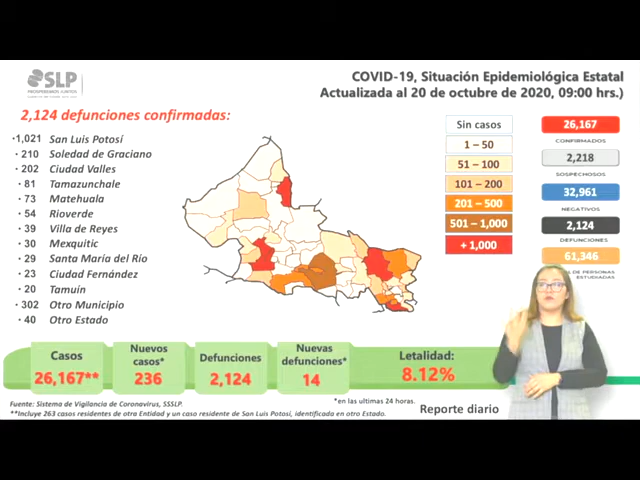 SLP
PROSPEREMOS JUNTOS
COVID-19, Situación Epidemiológica Estatal
Actualizada al 20 de octubre de 2020, 09:00 hrs.)
2,124 defunciones confirmadas:
•1,021 San Luis Potosí
• 210 Soledad de Graciano
• 202 Ciudad Valles
• 81 Tamazunchale
• 73 Matehuala
• 54 Rioverde
• 39 Villa de Reyes
• 30 Mexquitic
• 29 Santa María del Río
• 23 Ciudad Fernández
• 20 Tamuín
• 302 Otro Municipio
• 40 Otro Estado
Sin casos
1 – 50
51 – 100
101 – 200
201 – 500
501 – 1,000
+ 1,000
26,167
CONFIRMADOS
2,218
SOSPECHOSOS
32,961
NEGATIVOS
2,124
DEFUNCIONES
61,346
DE PERSONAS
ESTUDIADAS
Casos
26,167**
Nuevos
casos*
236
Defunciones
2,124
Nuevas
defunciones*
14
Letalidad:
8.12%
*en las ultimas 24 horas.
Fuente: Sistema de Vigilancia de Coronavirus, SSSLP.
**Incluye 263 casos residentes de otra Entidad y un caso residente de San Luis Potosí, identificada en otro Estado.
Reporte diario